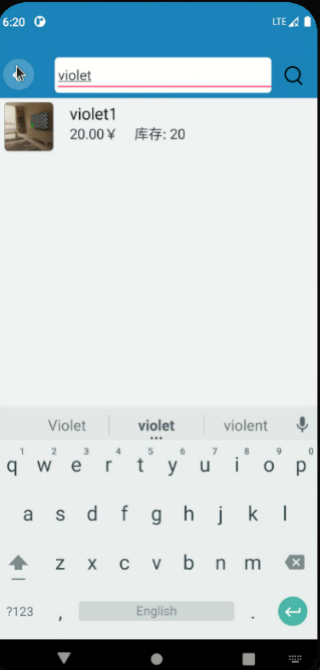 6:20 LTE
violet
violet1
20.00￥ 库存: 20
Violet violet violent
1 2 3 4 5 6 7 8 9 0
q w e r t y u i o p
a s d f g h j k l
z x c v b n m
?123 , English .